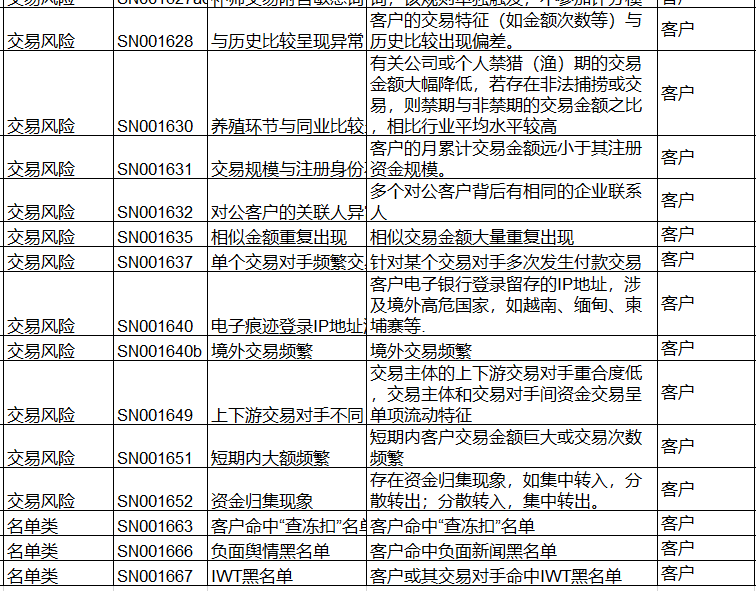 交易风险 SN001628 与历史比较呈现异常 客户的交易特征（如金额次数等）与
历史比较出现偏差。 客户
交易风险 SN001630 养殖环节与同业比较 有关公司或个人禁猎（渔）期的交易
金额大幅降低，若存在非法捕捞或交
易，则禁期与非禁期的交易金额之比
，相比行业平均水平较高 客户
交易风险 SN001631 交易规模与注册身份 客户的月累计交易金额远小于其注册
资金规模。 客户
交易风险 SN001632 对公客户的关联人异 多个对公客户背后有相同的企业联系
人 客户
交易风险 SN001635 相似金额重复出现 相似交易金额大量重复出现 客户
交易风险 SN001637 单个交易对手频繁交 针对某个交易对手多次发生付款交易 客户
交易风险 SN001640 电子痕迹登录IP地址 客户电子银行登录留存的IP地址，涉
及境外高危国家，如越南、缅甸、柬
埔寨等. 客户
交易风险 SN001640b 境外交易频繁 境外交易频繁 客户
交易风险 SN001649 上下游交易对手不同 交易主体的上下游交易对手重合度低
，交易主体和交易对手间资金交易呈
单项流动特征 客户
交易风险 SN001651 短期内大额频繁 短期内客户交易金额巨大或交易次数
频繁 客户
交易风险 SN001652 资金归集现象 存在资金归集现象，如集中转入，分
散转出；分散转入，集中转出。 客户
名单类 SN001663 客户命中“查冻扣”名 客户命中“查冻扣”名单 客户
名单类 SN001666 负面舆情黑名单 客户命中负面新闻黑名单 客户
名单类 SN001667 IWT黑名单 客户或其交易对手命中IWT黑名单 客户